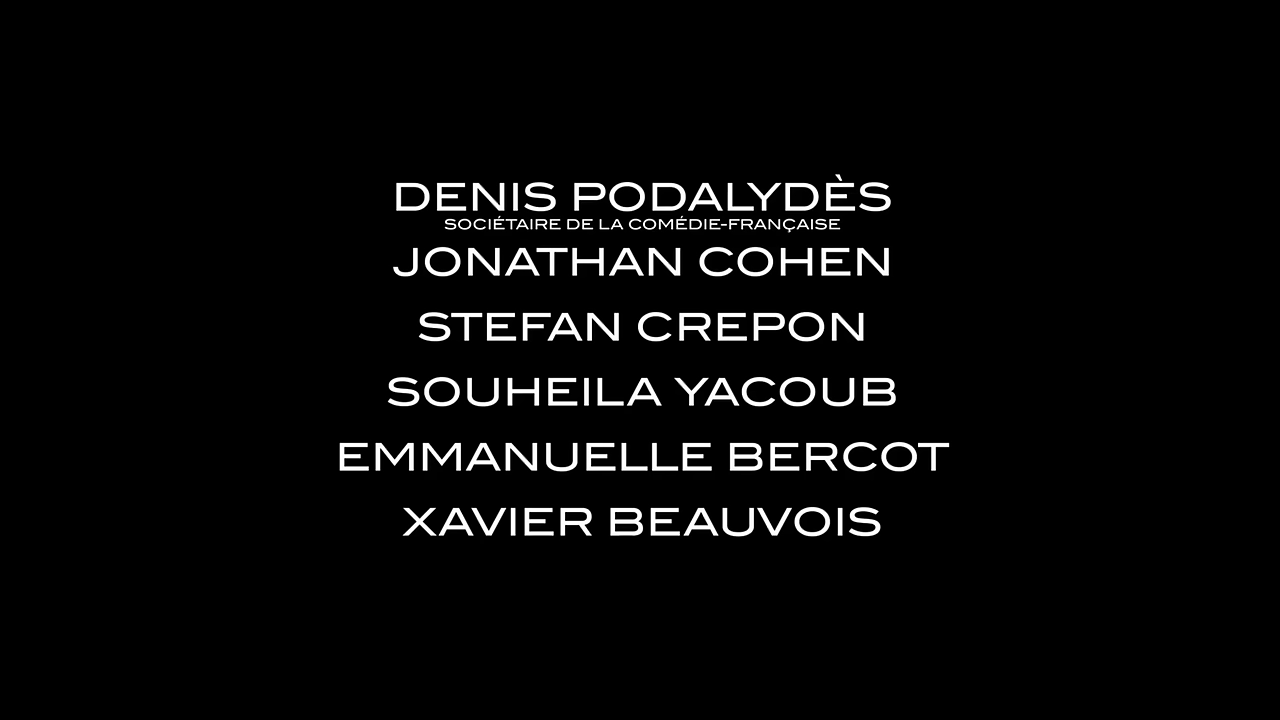 DENIS PODALYDÈS
SOCIÉTAIRE DE LA COMÉDIE-FRANÇAISE
JONATHAN COHEN
STEFAN CREPON
SOUHEILA YACOUB
EMMANUELLE BERCOT
XAVIER BEAUVOIS